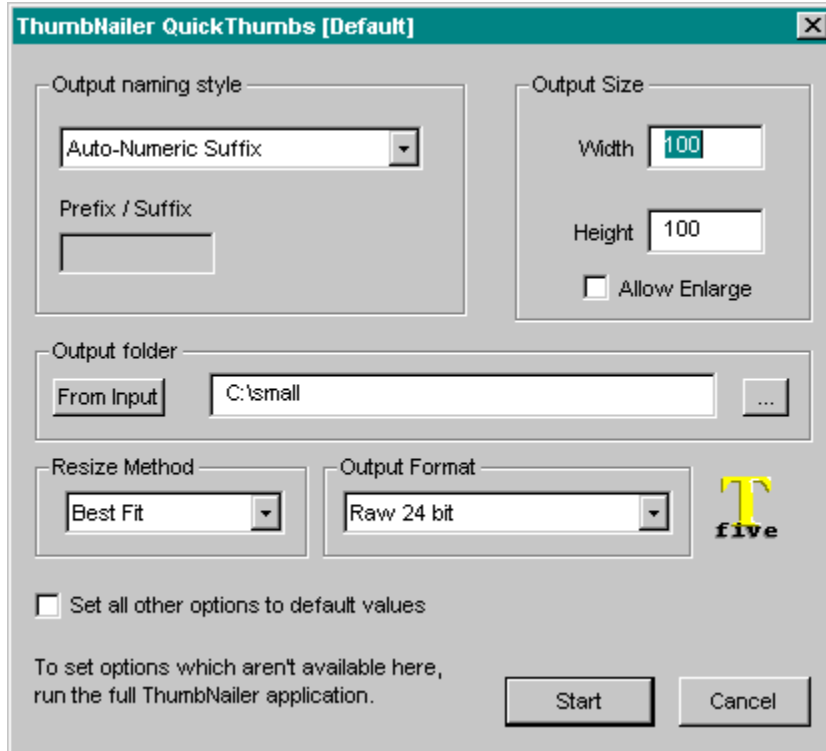 ThumbNailer QuickThumbs [Default]
Output naming style
Auto-Numeric Suffix
Prefix / Suffix
Output Size
Width 100
Height 100
Allow Enlarge
Output folder
From Input C:\small ...
Resize Method
Best Fit
Output Format
Raw 24 bit
T
five
Set all other options to default values
To set options which aren't available here,
run the full ThumbNailer application.
Start
Cancel